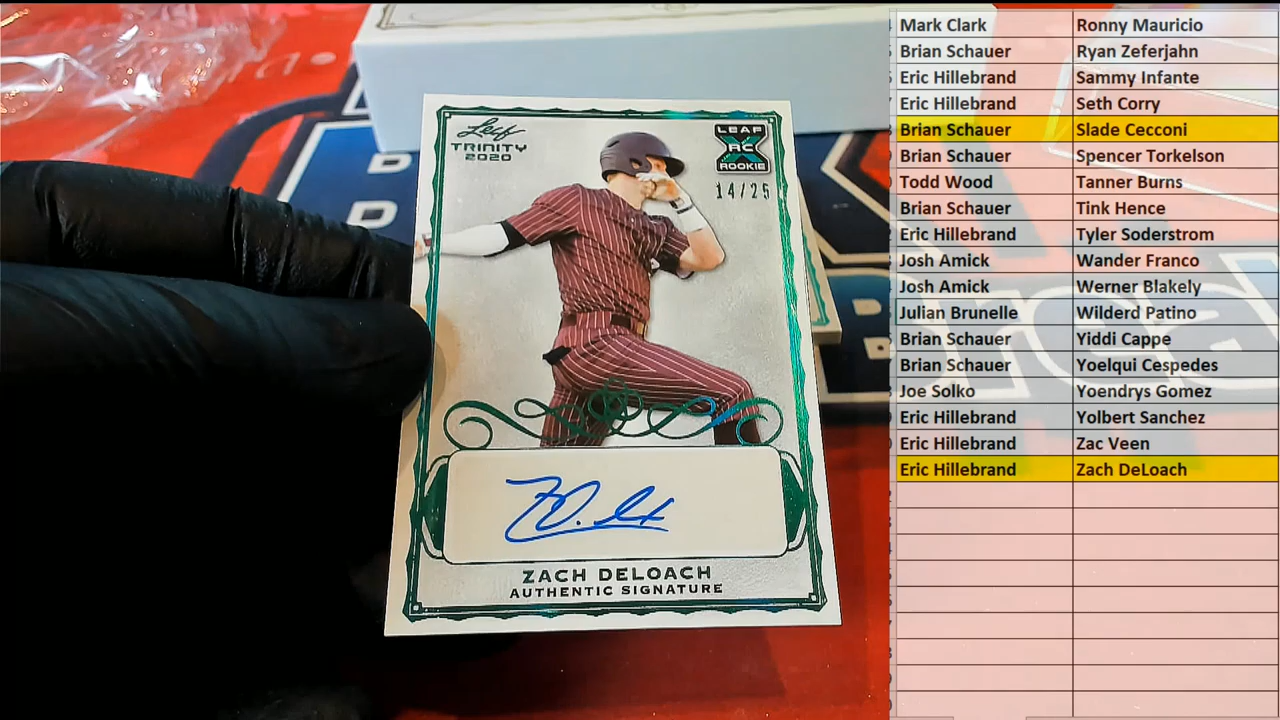 Leaf
TRINITY
2020
LEAF
RC
ROOKIE
14/25
ZACH DELOACH
AUTHENTIC SIGNATURE
Mark Clark Ronny Mauricio
Brian Schauer Ryan Zeferjahn
Eric Hillebrand Sammy Infante
Eric Hillebrand Seth Corry
Brian Schauer Slade Cecconi
Brian Schauer Spencer Torkelson
Todd Wood Tanner Burns
Brian Schauer Tink Hence
Eric Hillebrand Tyler Soderstrom
Josh Amick Wander Franco
Josh Amick Werner Blakely
Julian Brunelle Wilderd Patino
Brian Schauer Yiddi Cappe
Brian Schauer Yoelqui Cespedes
Joe Solko Yoendrys Gomez
Eric Hillebrand Yolbert Sanchez
Eric Hillebrand Zac Veen
Eric Hillebrand Zach DeLoach